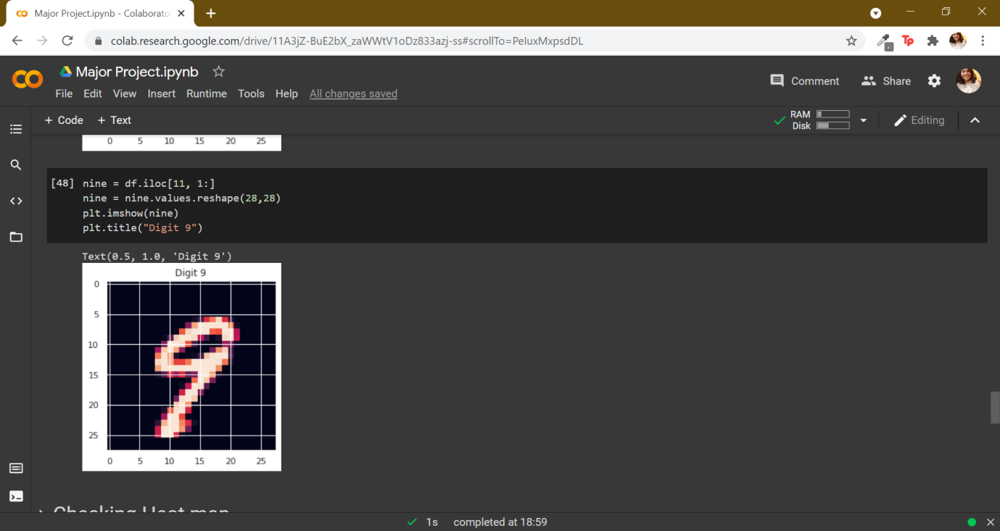 Major Project.ipynb - Colaborato
colab.research.google.com/drive/11A3jZ-BuE2bX_zaWWtV1oDz833azj-ss#scrollTo=PeIuxMxpsdDL
Major Project.ipynb
Comment
Share
File Edit View Insert Runtime Tools Help All changes saved
+ Code + Text
RAM
Disk
Editing
0 5 10 15 20 25
[48] nine = df.iloc[11, 1:]
nine = nine.values.reshape(28,28)
plt.imshow(nine)
plt.title("Digit 9")
Text(0.5, 1.0, 'Digit 9')
Digit 9
0
5
10
15
20
25
0 5 10 15 20 25
Checking Heat map
1s completed at 18:59